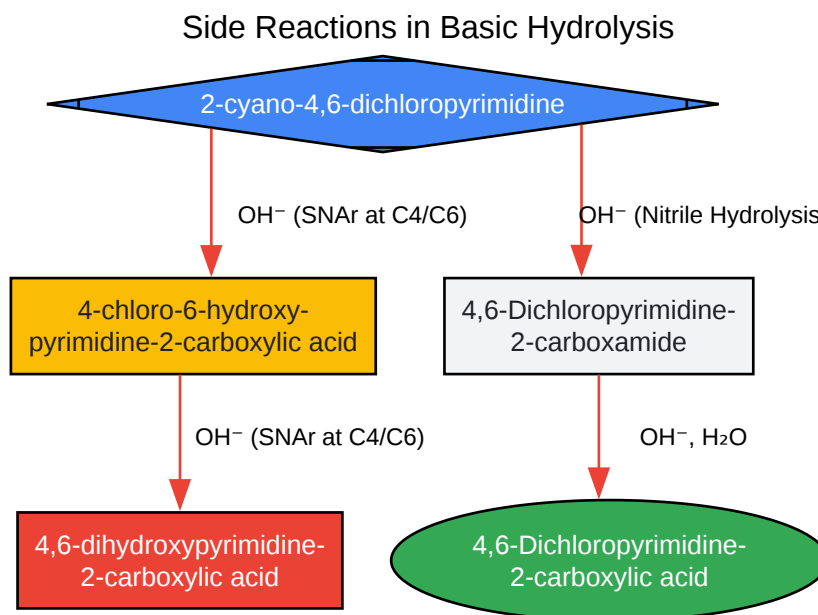 Side Reactions in Basic Hydrolysis
2-cyano-4,6-dichloropyrimidine
OH⁻ (SNAr at C4/C6)
OH⁻ (Nitrile Hydrolysis
4-chloro-6-hydroxy-
pyrimidine-2-carboxylic acid
4,6-Dichloropyrimidine-
2-carboxamide
OH⁻ (SNAr at C4/C6)
OH⁻, H₂O
4,6-dihydroxypyrimidine-
2-carboxylic acid
4,6-Dichloropyrimidine-
2-carboxylic acid